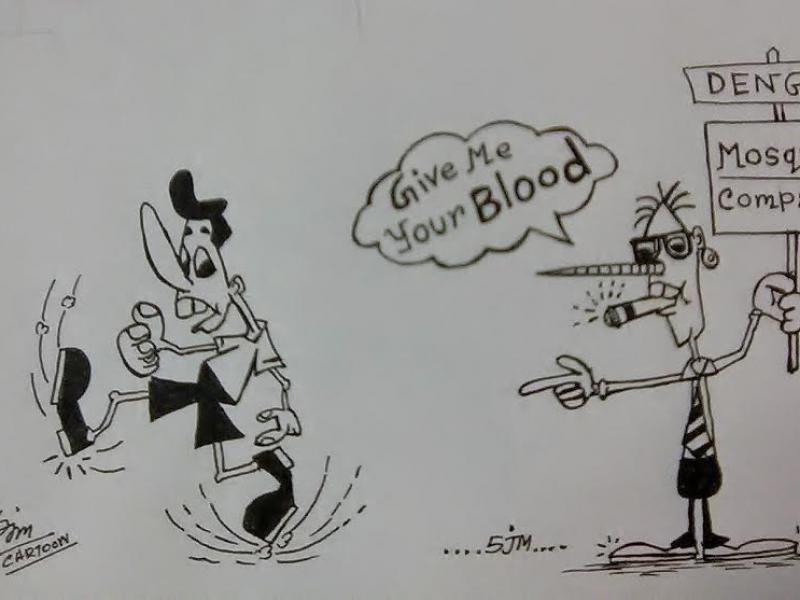 Give Me
Your Blood
DENG
Mosq
Comp
....5JM....
CARTOON